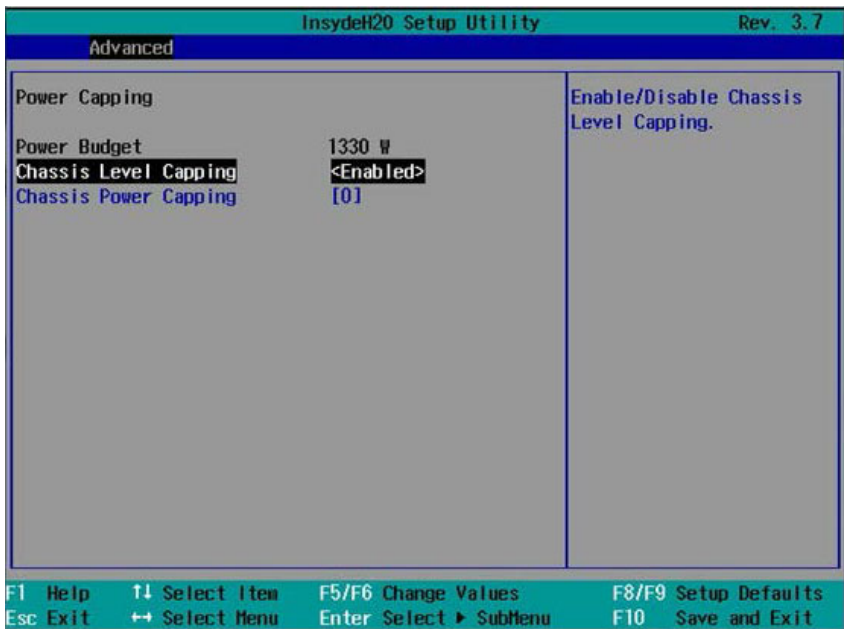 InsydeH2O Setup Utility Rev. 3.7
Advanced
Power Capping
Power Budget 1330 W
Chassis Level Capping <Enabled>
Chassis Power Capping [0]
Enable/Disable Chassis
Level Capping.
F1 Help ↑↓ Select Item F5/F6 Change Values F8/F9 Setup Defaults
Esc Exit ↔ Select Menu Enter Select ▶ SubMenu F10 Save and Exit